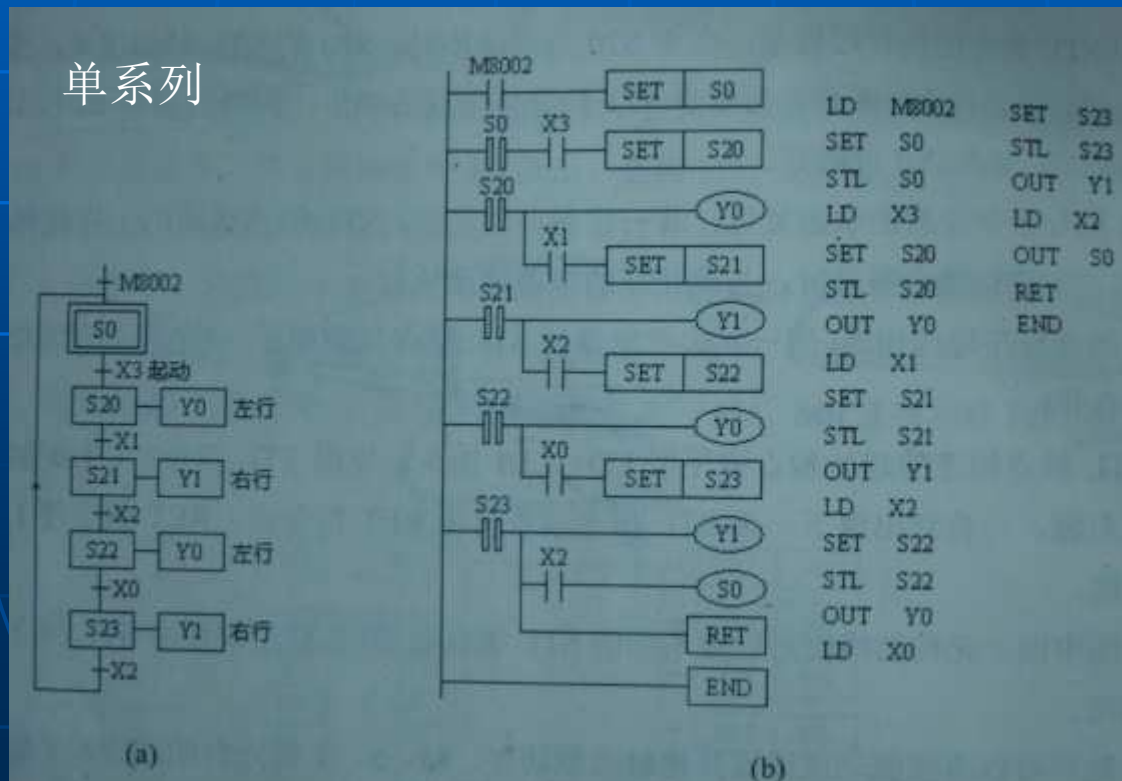 单系列
M8002
S0
X3 起动
S20 Y0 左行
X1
S21 Y1 右行
X2
S22 Y0 左行
X0
S23 Y1 右行
X2
(a)
M8002
SET S0
S0 X3
SET S20
S20
Y0
X1
SET S21
S21
Y1
X2
SET S22
S22
Y0
X0
SET S23
S23
Y1
X2
S0
RET
END
LD M8002
SET S0
STL S0
LD X3
SET S20
STL S20
OUT Y0
LD X1
SET S21
STL S21
OUT Y1
LD X2
SET S22
STL S22
OUT Y0
LD X0
SET S23
STL S23
OUT Y1
LD X2
OUT S0
RET
END
(b)